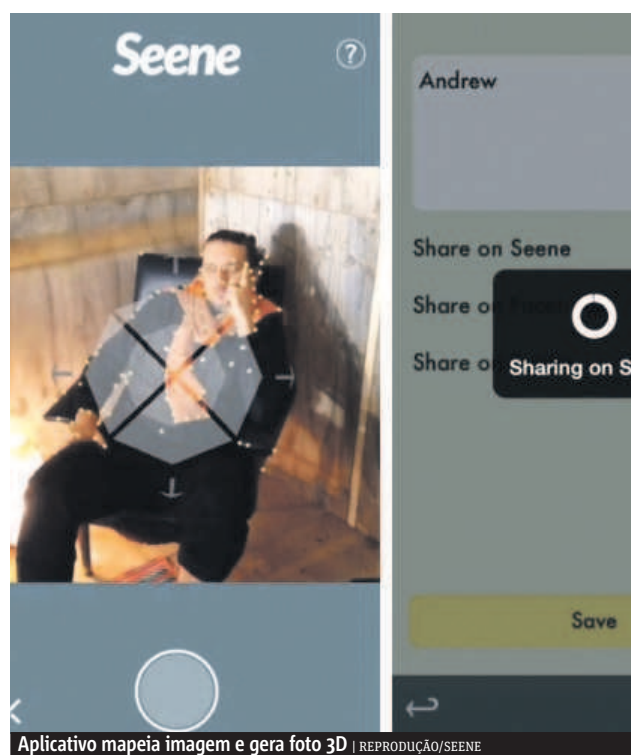 Seene
?
Andrew
Share on Seene
Share o
Share o
Sharing on S
Save
Aplicativo mapeia imagem e gera foto 3D | REPRODUÇÃO/SEENE